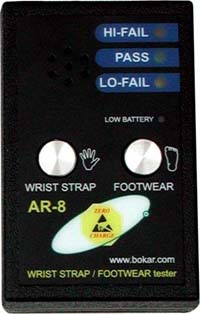 HI-FAIL
PASS
LO-FAIL
LOW BATTERY
WRIST STRAP FOOTWEAR
AR-8
ZERO
CHARGE
www.bokar.com
WRIST STRAP / FOOTWEAR tester